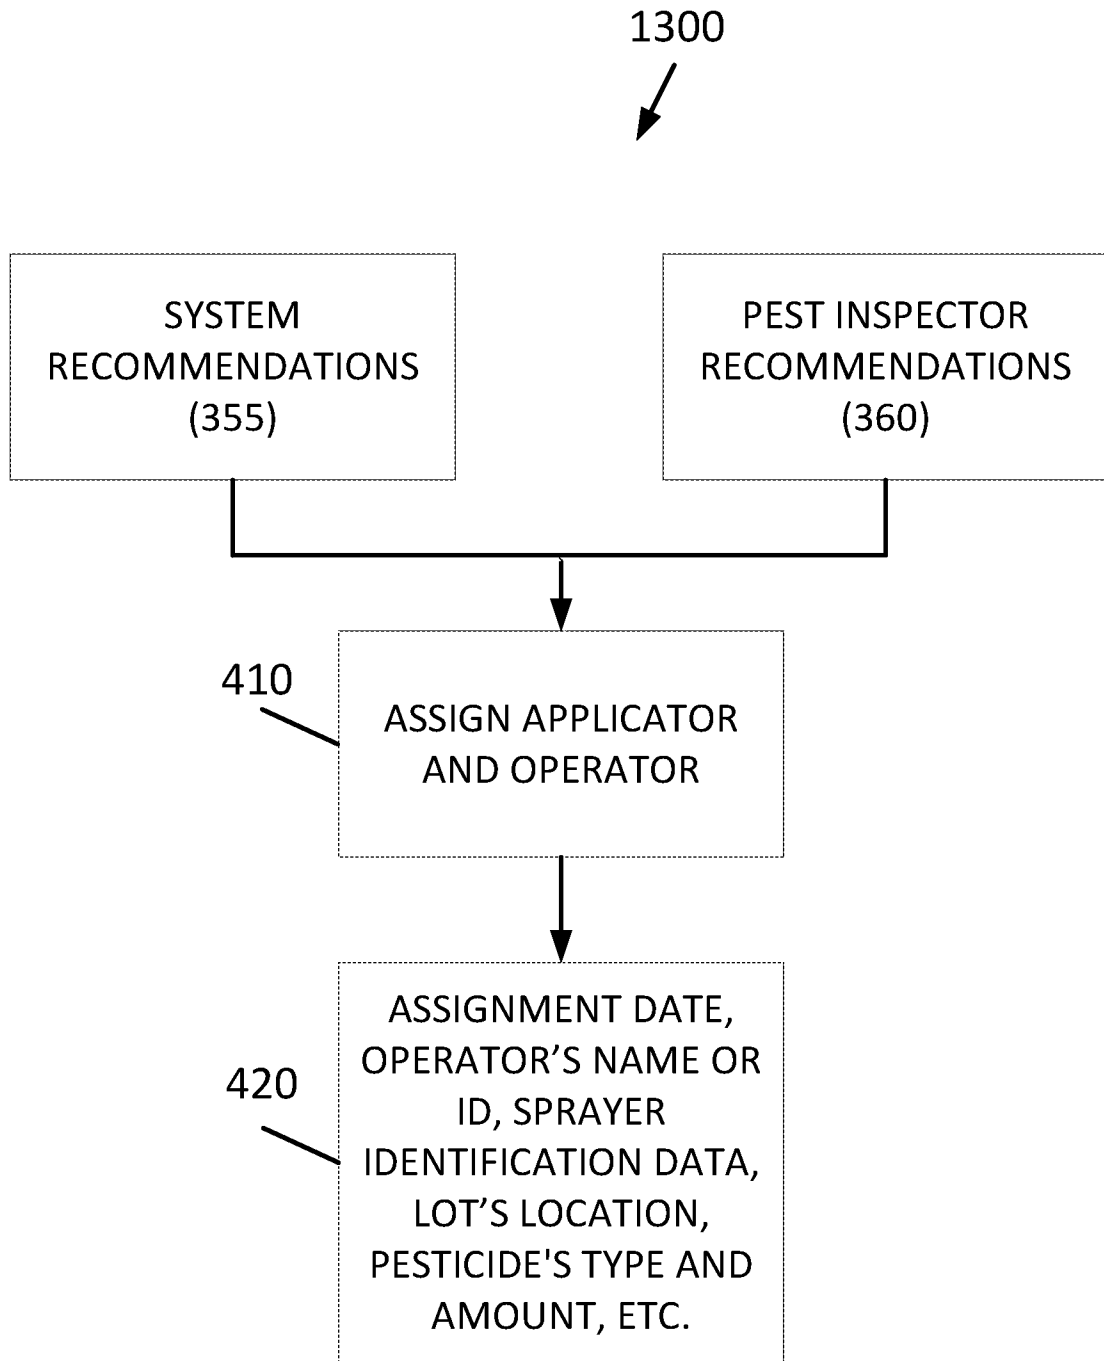 1300
SYSTEM
RECOMMENDATIONS
(355)
PEST INSPECTOR
RECOMMENDATIONS
(360)
410
ASSIGN APPLICATOR
AND OPERATOR
420
ASSIGNMENT DATE,
OPERATOR’S NAME OR
ID, SPRAYER
IDENTIFICATION DATA,
LOT’S LOCATION,
PESTICIDE'S TYPE AND
AMOUNT, ETC.